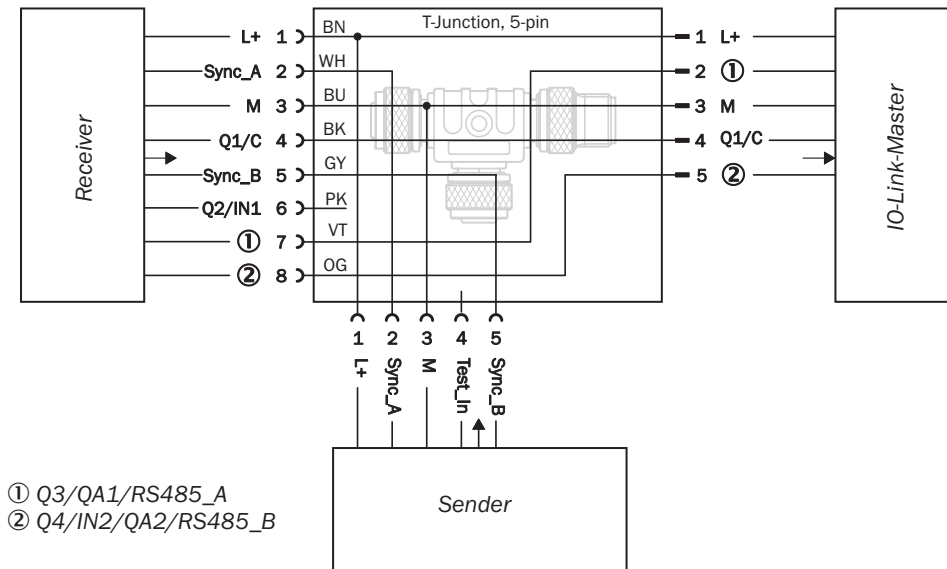 T-Junction, 5-pin
Receiver
L+ 1 BN
Sync_A 2 WH
M 3 BU
Q1/C 4 BK
Sync_B 5 GY
Q2/IN1 6 PK
① 7 VT
② 8 OG
1 L+
2 ①
3 M
4 Q1/C
5 ②
IO-Link-Master
1 2 3 4 5
L+
Sync_A
M
Test_In
Sync_B
Sender
① Q3/QA1/RS485_A
② Q4/IN2/QA2/RS485_B